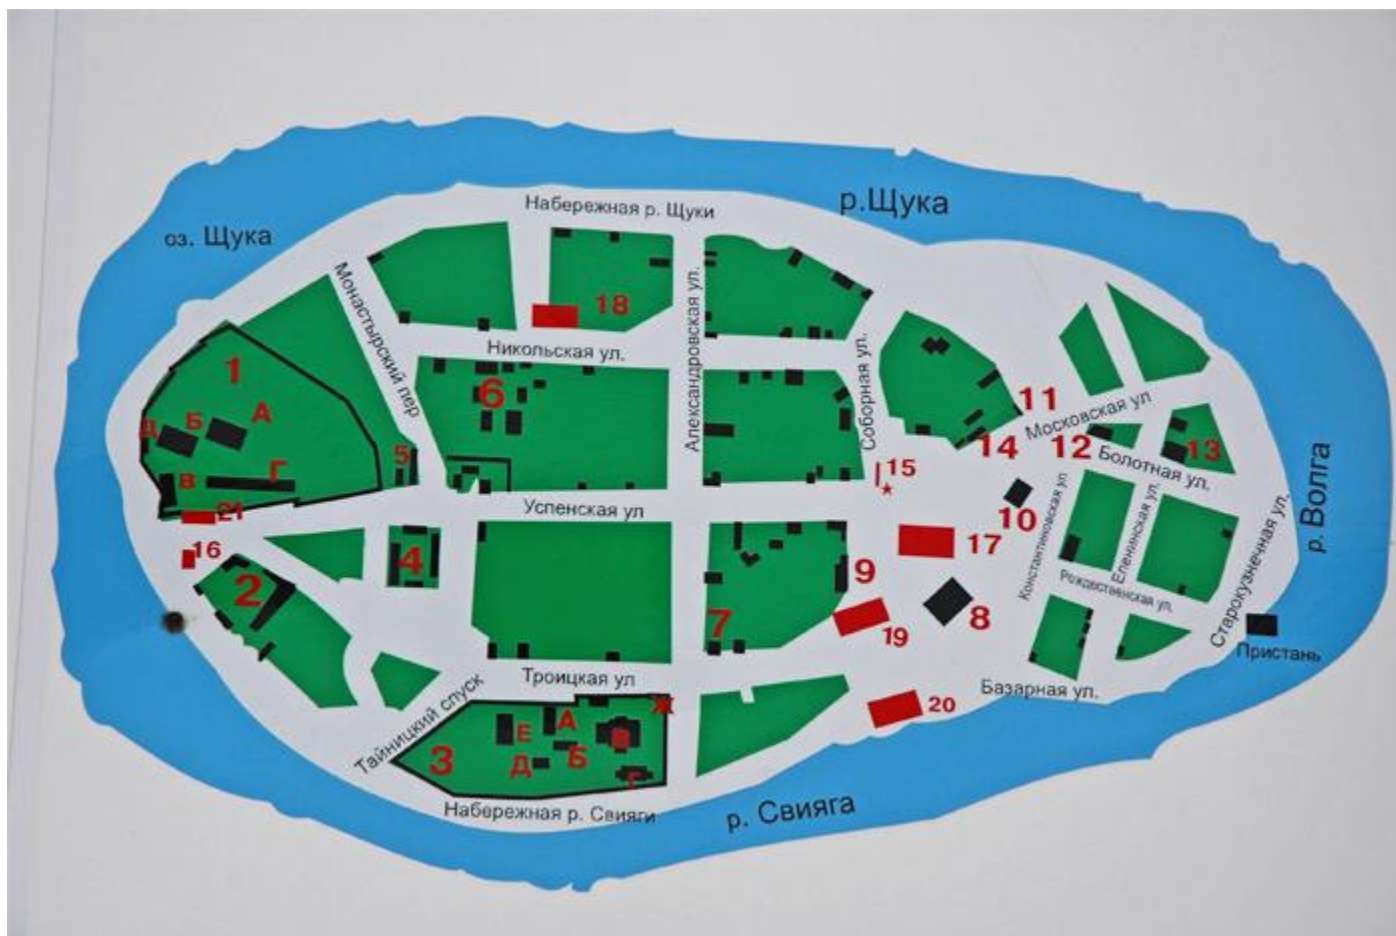 Набережная р. Щуки
р.Щука
оз. Щука
Монастырский пер
18
Никольская ул.
Александровская ул.
Соборная ул.
1
6
А
Б
Д
11
Московская ул
5
14
12
Болотная ул.
13
Г
В
15
р. Волга
21
Успенская ул
10
Константиновская ул
Еленинская ул.
Старокузнечная ул.
16
4
17
2
9
Рождественская ул.
7
19
8
Пристань
Троицкая ул
Базарная ул.
Тайницкий спуск
Ж
20
А
Е
3
Д
Б
Г
Набережная р. Свияги
р. Свияга